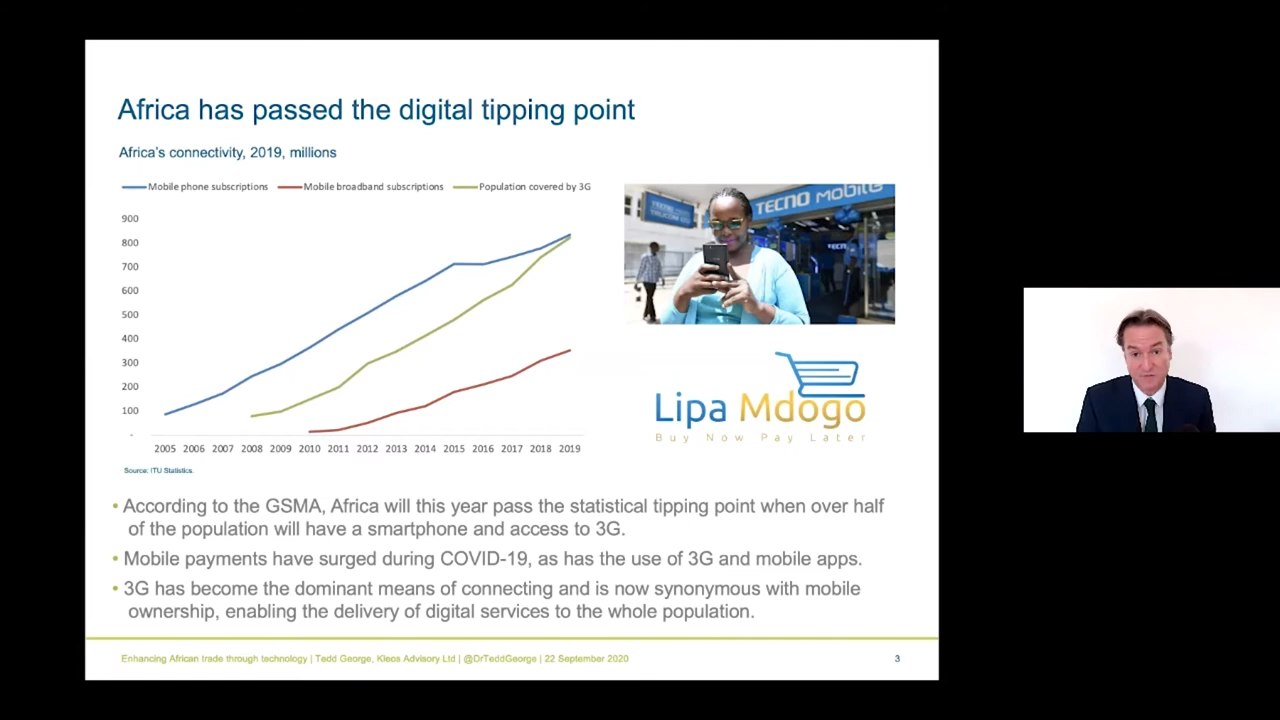 Africa has passed the digital tipping point
Africa's connectivity, 2019, millions
Mobile phone subscriptions Mobile broadband subscriptions Population covered by 3G
900
800
700
600
500
400
300
200
100
-
2005 2006 2007 2008 2009 2010 2011 2012 2013 2014 2015 2016 2017 2018 2019
Source: ITU Statistics.
TECNO
TECNO mobile
TECNO
Lipa Mdogo
Buy Now Pay Later
• According to the GSMA, Africa will this year pass the statistical tipping point when over half
of the population will have a smartphone and access to 3G.
• Mobile payments have surged during COVID-19, as has the use of 3G and mobile apps.
• 3G has become the dominant means of connecting and is now synonymous with mobile
ownership, enabling the delivery of digital services to the whole population.
Enhancing African trade through technology | Tedd George, Kleos Advisory Ltd | @DrTeddGeorge | 22 September 2020
3